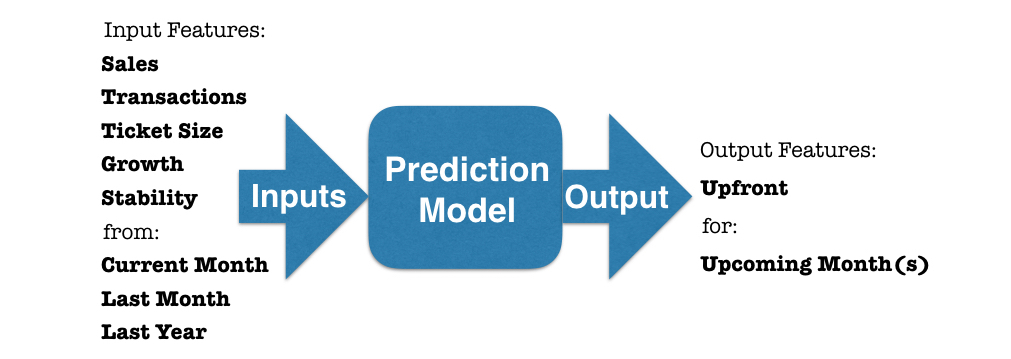 Input Features:
Sales
Transactions
Ticket Size
Growth
Stability
from:
Current Month
Last Month
Last Year
Inputs
Prediction
Model
Output
Output Features:
Upfront
for:
Upcoming Month(s)